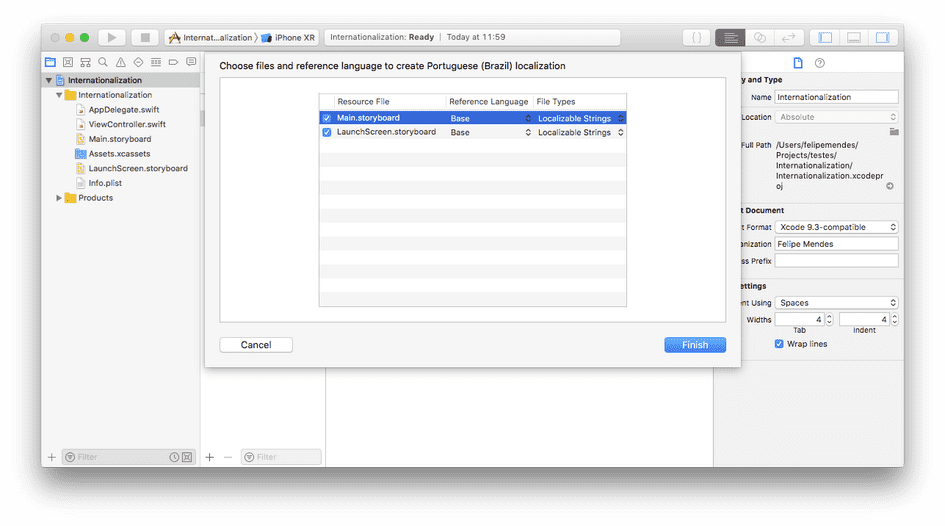 Internat...alization
iPhone XR
Internationalization: Ready | Today at 11:59
{ }
Choose files and reference language to create Portuguese (Brazil) localization
Resource File
Reference Language
File Types
Main.storyboard
Base
Localizable Strings
LaunchScreen.storyboard
Base
Localizable Strings
Cancel
Finish
Internationalization
Internationalization
AppDelegate.swift
ViewController.swift
Main.storyboard
Assets.xcassets
LaunchScreen.storyboard
Info.plist
Products
Filter
Filter
y and Type
Name
Internationalization
Location
Absolute
Full Path
/Users/felipemendes/
Projects/testes/
Internationalization/
Internationalization.xcodepr
oj
t Document
t Format
Xcode 9.3-compatible
anization
Felipe Mendes
ss Prefix
ettings
ent Using
Spaces
Widths
4
4
Tab
Indent
Wrap lines